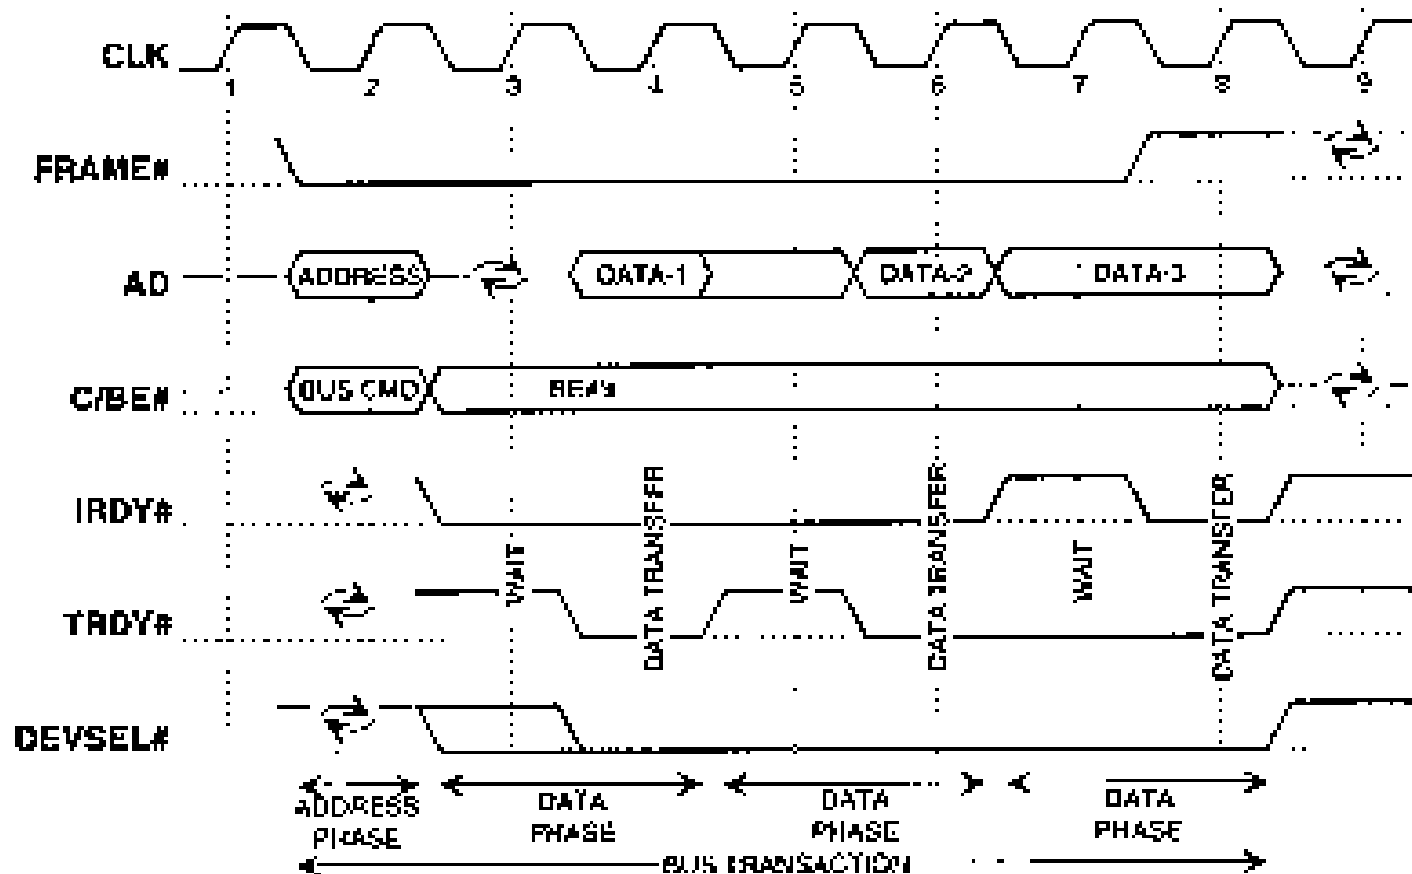 CLK
1 2 3 4 5 6 7 8 9
FRAME#
AD
ADDRESS
DATA-1
DATA-2
DATA-3
C/BE#
BUS CMD
BE#'s
IRDY#
TRDY#
WAIT
DATA TRANSFER
WAIT
DATA TRANSFER
WAIT
DATA TRANSFER
DEVSEL#
ADDRESS
PHASE
DATA
PHASE
DATA
PHASE
DATA
PHASE
BUS TRANSACTION